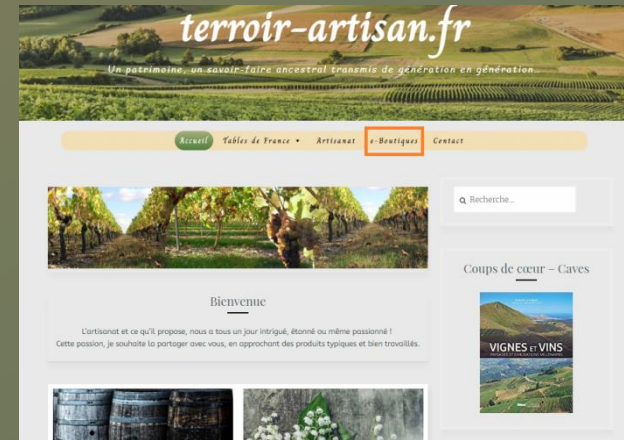 terroir-artisan.fr
Un patrimoine, un savoir-faire ancestral transmis de génération en génération...
Accueil Tables de France Artisanat e-Boutiques Contact
Recherche...
Coups de cœur – Caves
VIGNES ET VINS
Bienvenue
L'artisanat et ce qu'il propose, nous a tous un jour intrigué, étonné ou même passionné !
Cette passion, je souhaite la partager avec vous, en approchant des produits typiques et bien travaillés.